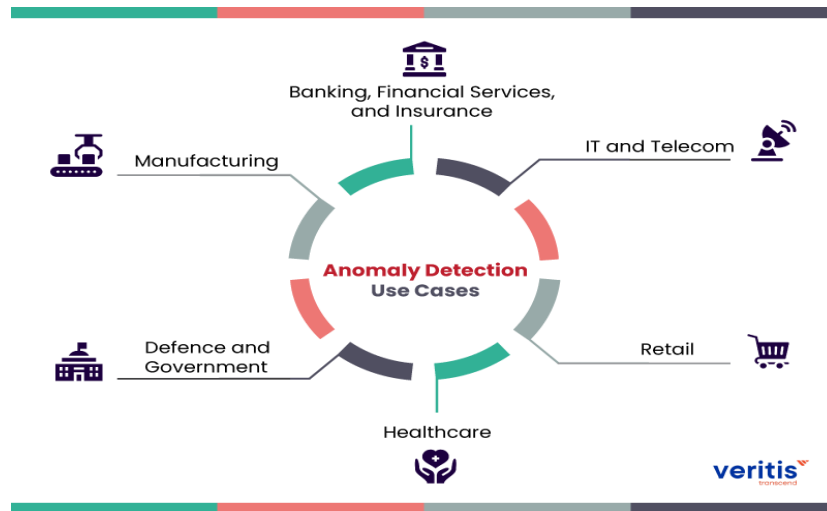 Banking, Financial Services,
and Insurance
IT and Telecom
Manufacturing
Anomaly Detection
Use Cases
Defence and
Government
Retail
Healthcare
veritis
transcend